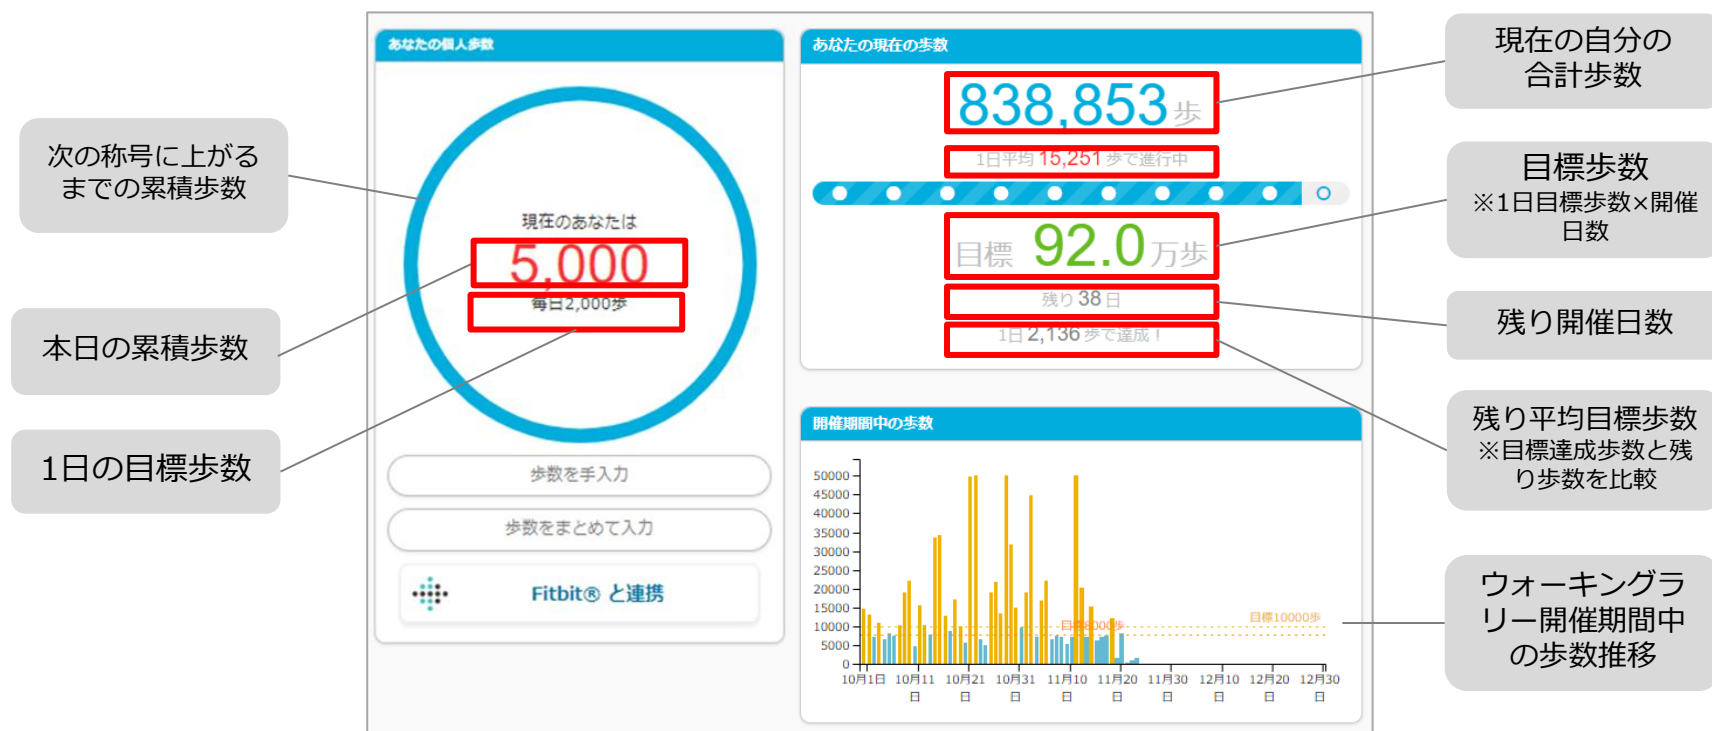 次の称号に上がる
までの累積歩数
本日の累積歩数
1日の目標歩数
あなたの個人歩数
現在のあなたは
5,000
毎日2,000歩
歩数を手入力
歩数をまとめて入力
Fitbit® と連携
あなたの現在の歩数
838,853 歩
1日平均 15,251 歩で進行中
目標 92.0 万歩
残り 38 日
1日 2,136 歩で達成！
開催期間中の歩数
50000
45000
40000
35000
30000
25000
20000
15000
10000
5000
0
目標10000歩
目標8000歩
10月1日 10月11日 10月21日 10月31日 11月10日 11月20日 11月30日 12月10日 12月20日 12月30日
現在の自分の
合計歩数
目標歩数
※1日目標歩数×開催
日数
残り開催日数
残り平均目標歩数
※目標達成歩数と残
り歩数を比較
ウォーキングラ
リー開催期間中
の歩数推移